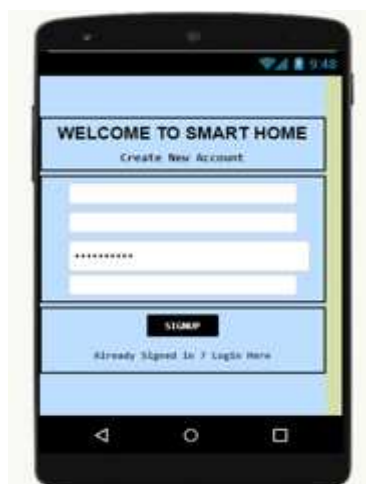 9:48
WELCOME TO SMART HOME
Create New Account
••••••••••
SIGNUP
Already Signed in ? Login Here